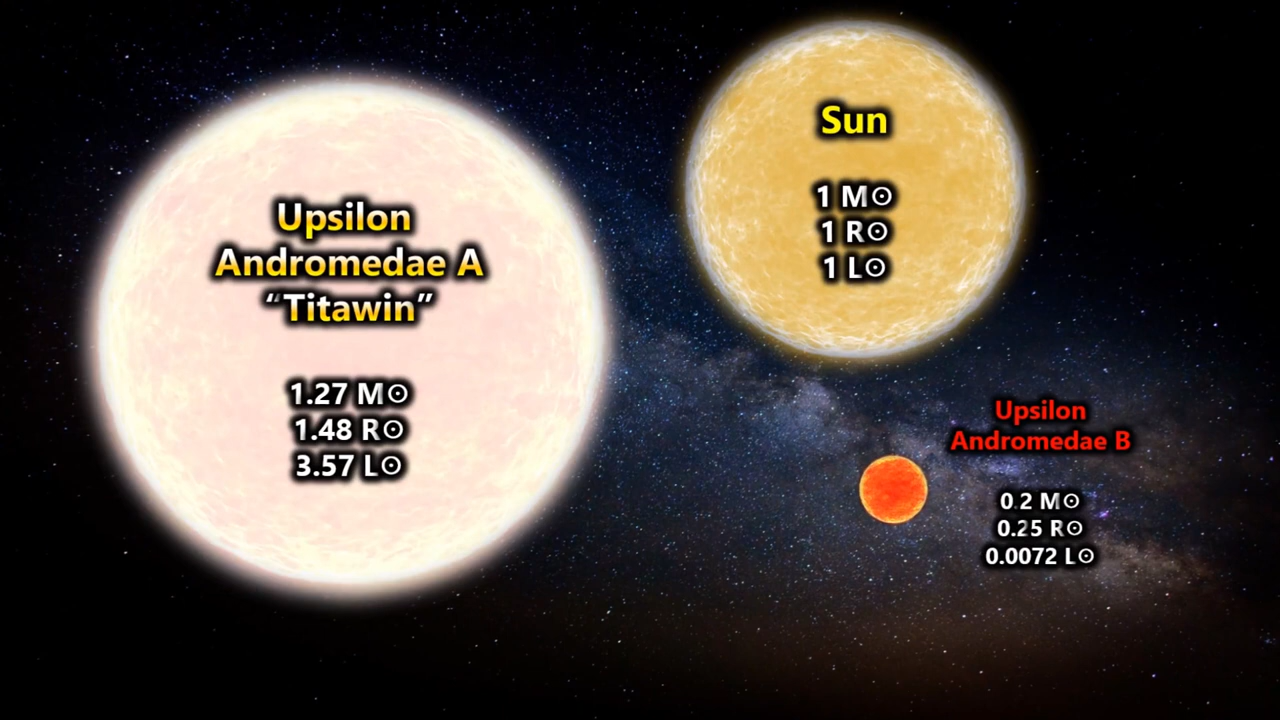 Upsilon
Andromedae A
“Titawin”
1.27 M☉
1.48 R☉
3.57 L☉
Sun
1 M☉
1 R☉
1 L☉
Upsilon
Andromedae B
0.2 M☉
0.25 R☉
0.0072 L☉